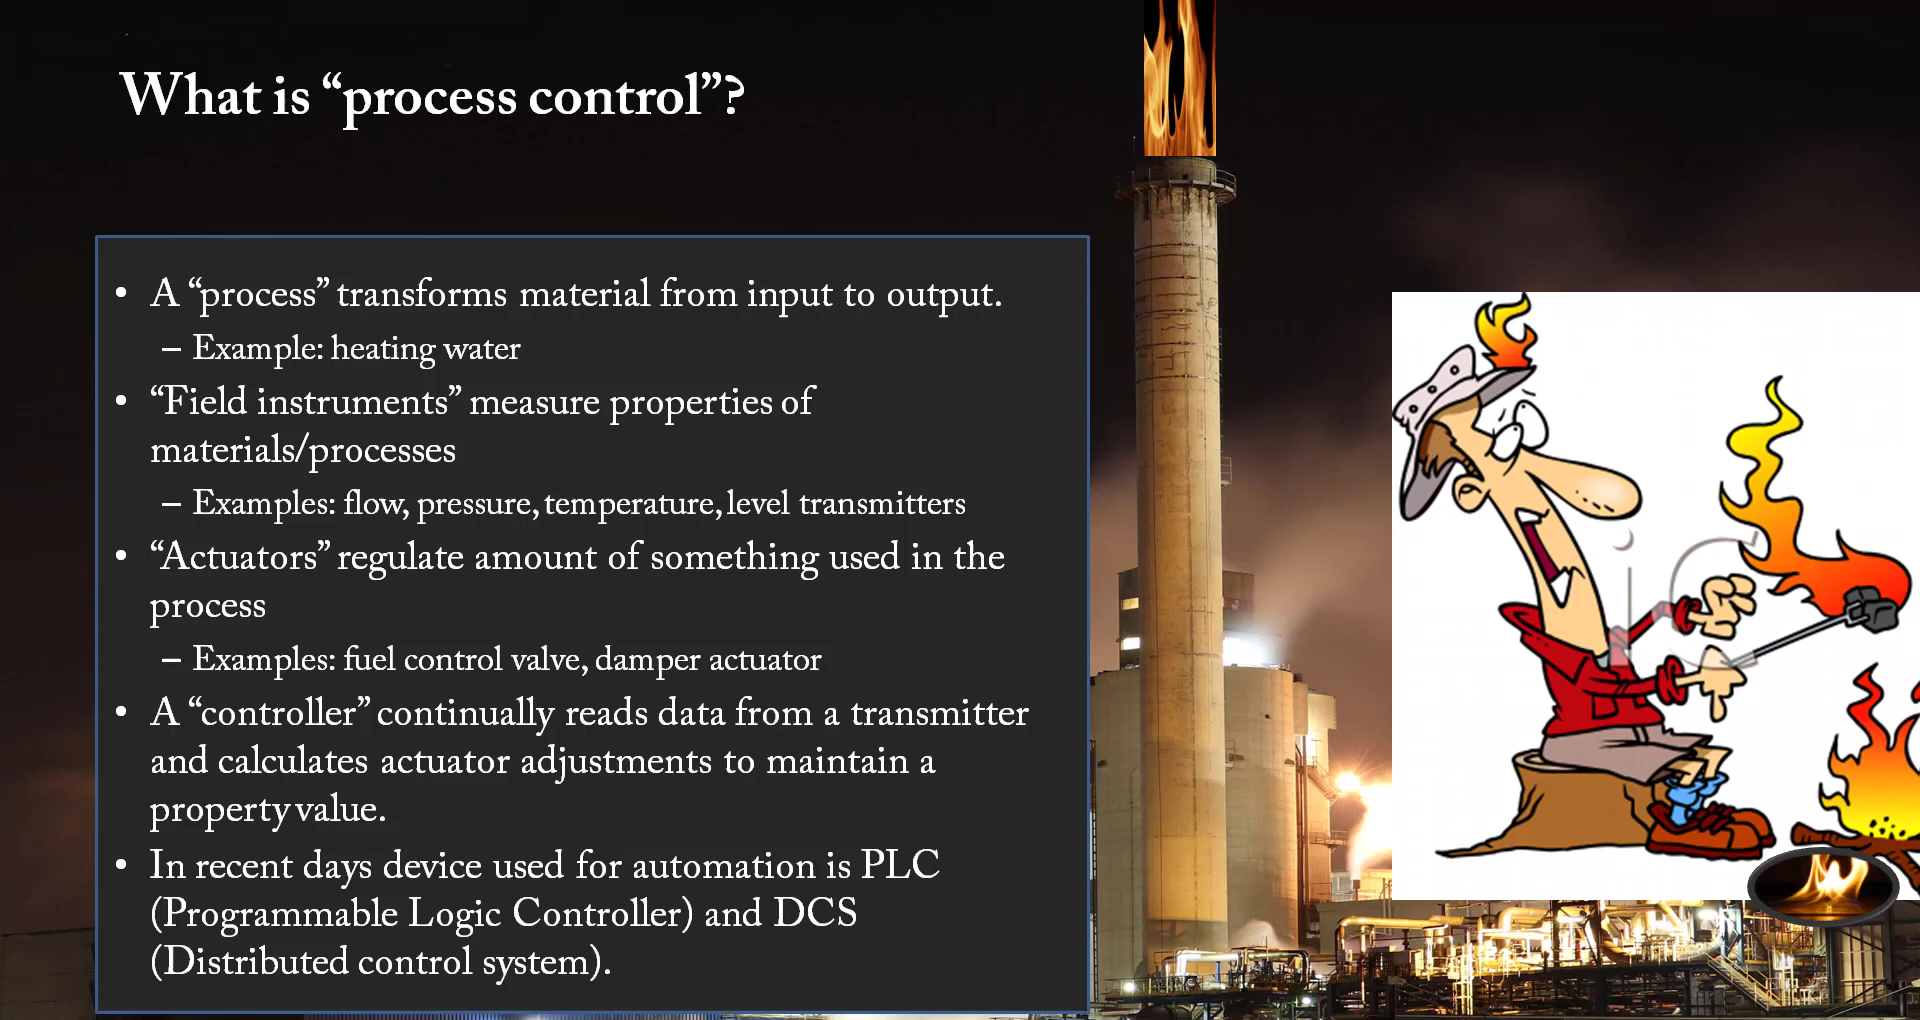 What is “process control”?
• A “process” transforms material from input to output.
– Example: heating water
• “Field instruments” measure properties of
materials/processes
– Examples: flow, pressure, temperature, level transmitters
• “Actuators” regulate amount of something used in the
process
– Examples: fuel control valve, damper actuator
• A “controller” continually reads data from a transmitter
and calculates actuator adjustments to maintain a
property value.
• In recent days device used for automation is PLC
(Programmable Logic Controller) and DCS
(Distributed control system).